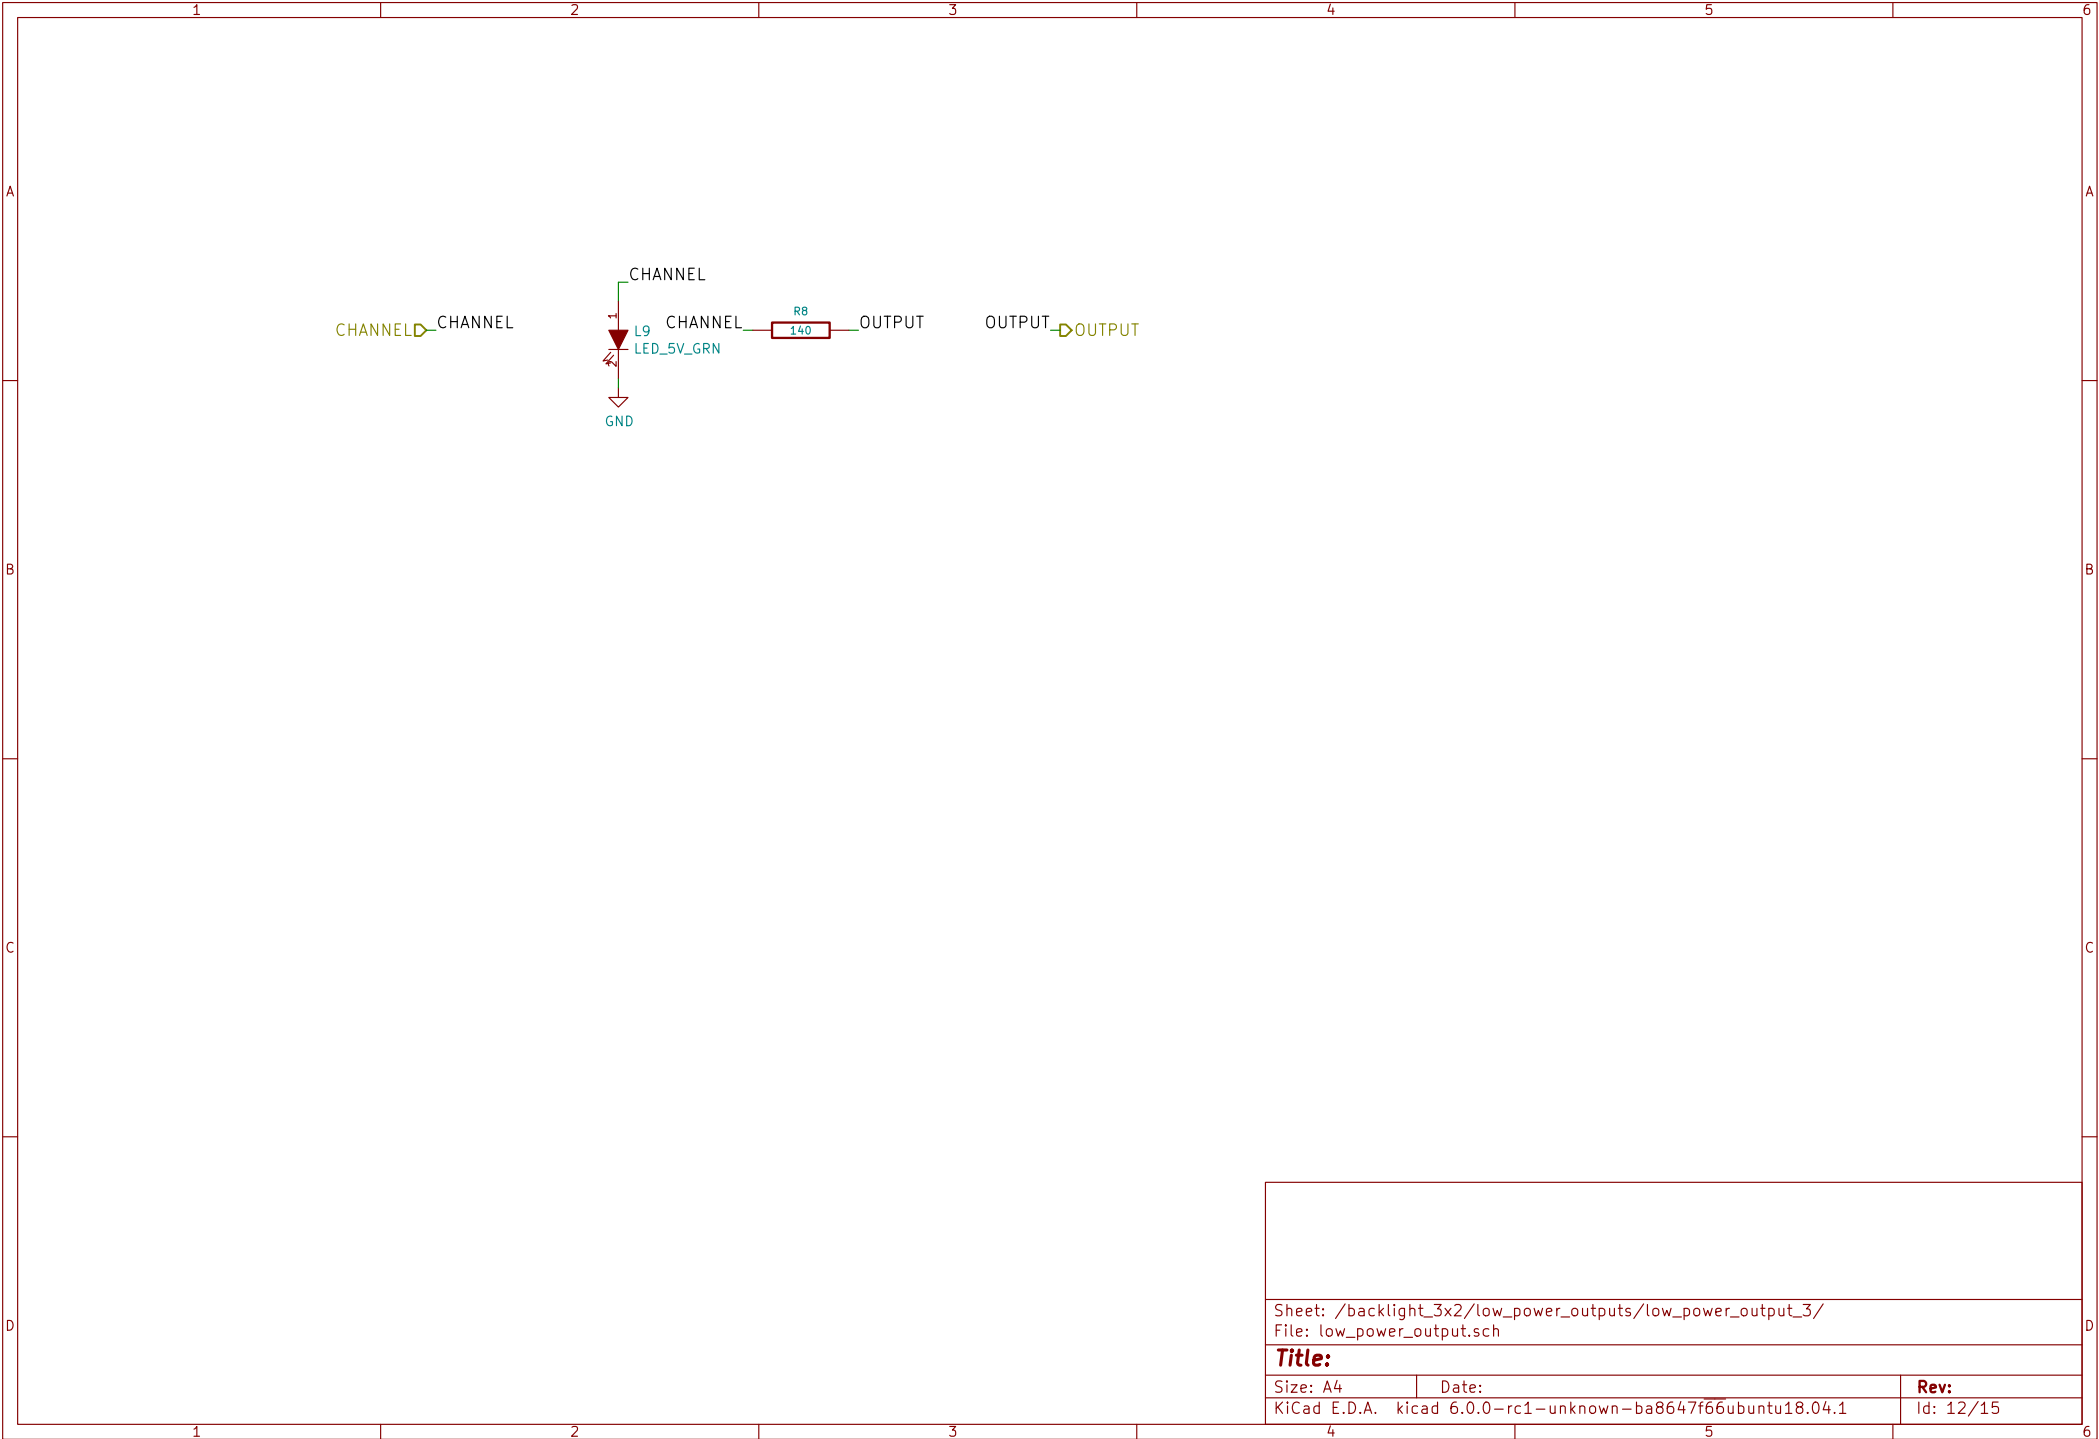 1 2 3 4 5 6
A A
CHANNEL
R8
CHANNEL CHANNEL 1 L9 CHANNEL 140 OUTPUT OUTPUT OUTPUT
2 LED_5V_GRN
GND
B B
C C
Sheet: /backlight_3x2/low_power_outputs/low_power_output_3/
D D
File: low_power_output.sch
Title:
Size: A4 Date: Rev:
KiCad E.D.A. kicad 6.0.0-rc1-unknown-ba8647f66ubuntu18.04.1 Id: 12/15
1 2 3 4 5 6